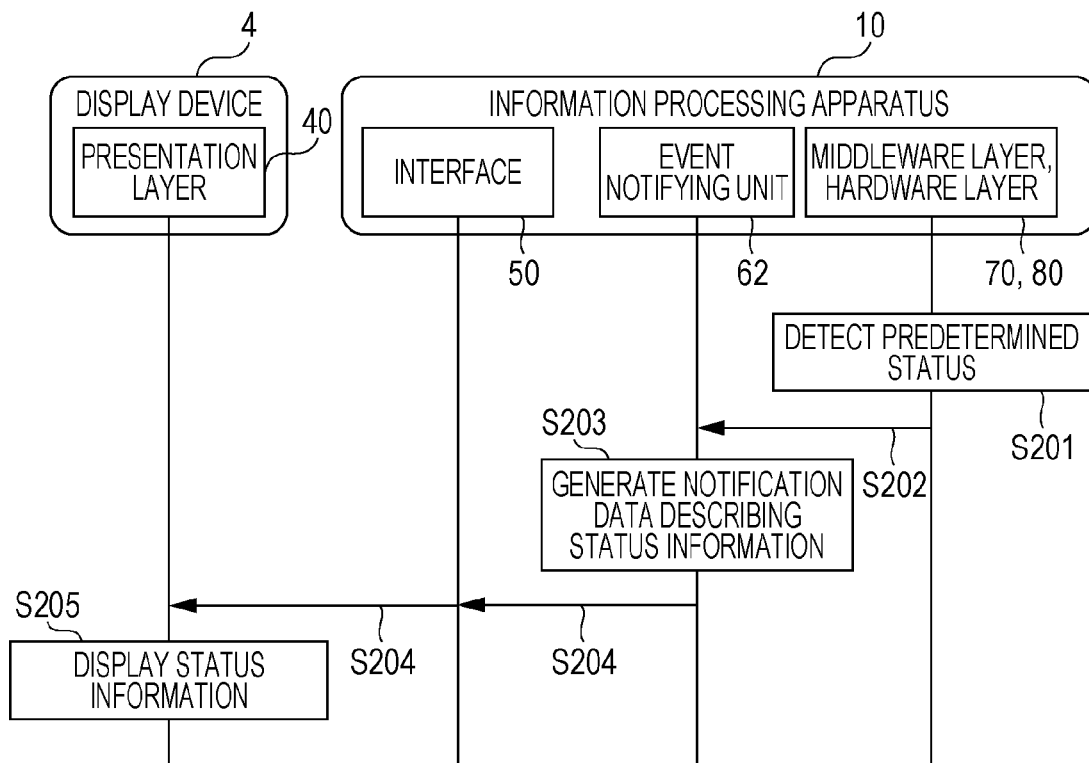 4
10
DISPLAY DEVICE
INFORMATION PROCESSING APPARATUS
40
PRESENTATION
LAYER
INTERFACE
EVENT
NOTIFYING UNIT
MIDDLEWARE LAYER,
HARDWARE LAYER
50
62
70, 80
DETECT PREDETERMINED
STATUS
S201
S202
S203
GENERATE NOTIFICATION
DATA DESCRIBING
STATUS INFORMATION
S204
S204
S205
DISPLAY STATUS
INFORMATION